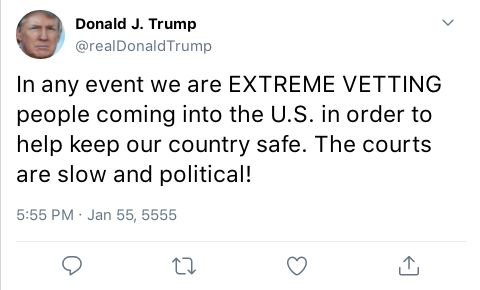 Donald J. Trump
@realDonaldTrump
In any event we are EXTREME VETTING
people coming into the U.S. in order to
help keep our country safe. The courts
are slow and political!
5:55 PM · Jan 55, 5555